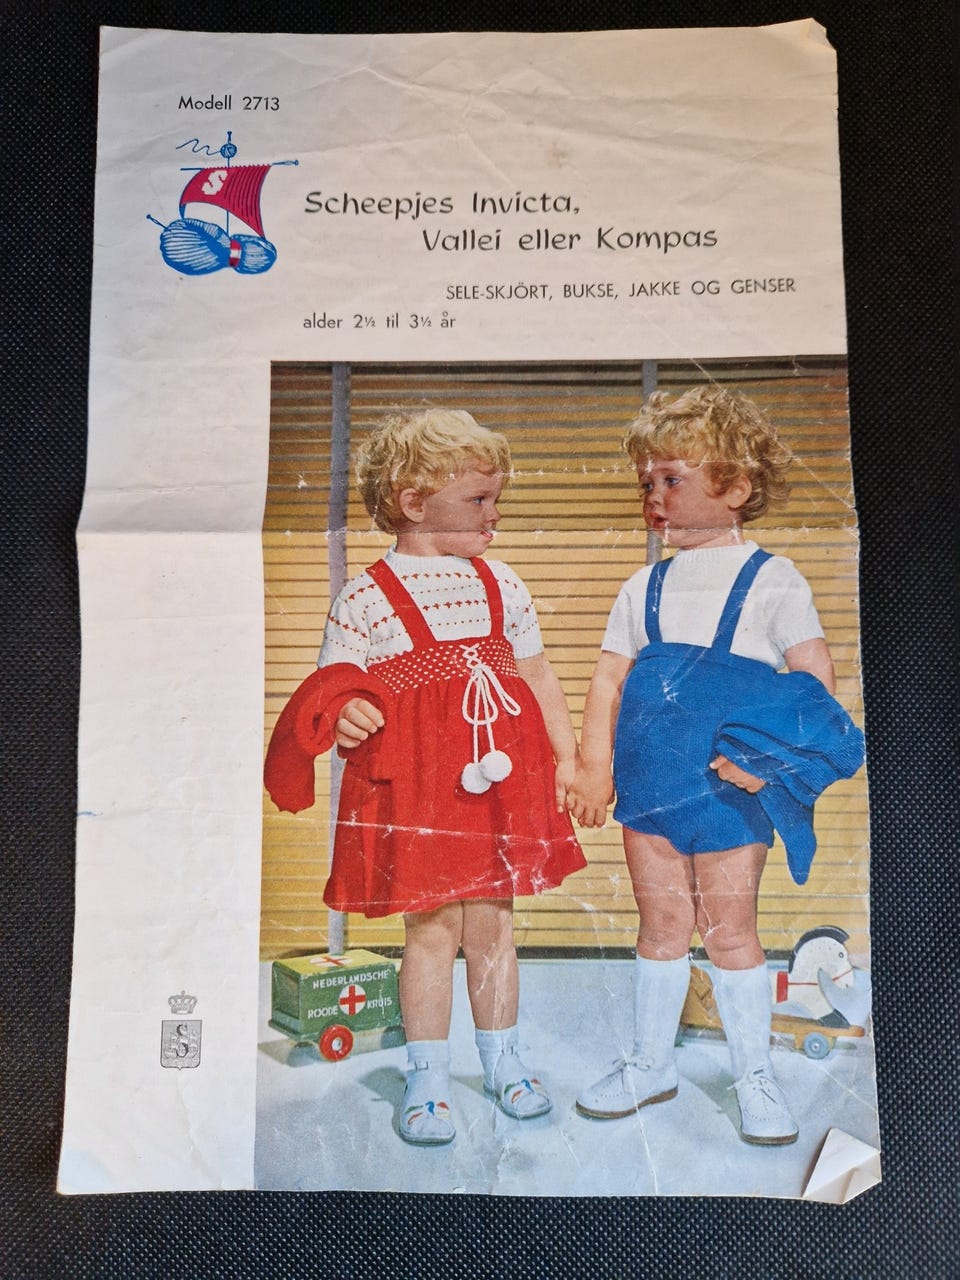 Modell 2713
S
Scheepjes Invicta,
Vallei eller Kompas
SELE-SKJÖRT, BUKSE, JAKKE OG GENSER
alder 2½ til 3½ år
NEDERLANDSCHE
ROODE KRUIS
S